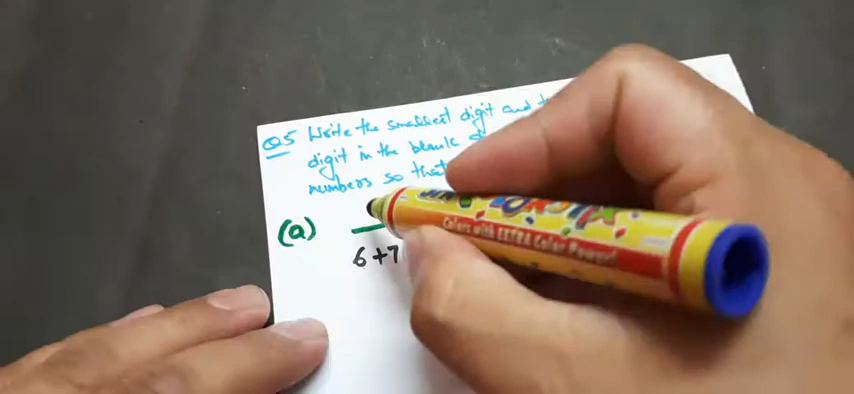 Q5 Write the smallest digit and
digit in the blank
numbers so that
(a)
6+7
Colors with EXTRA Color Power!